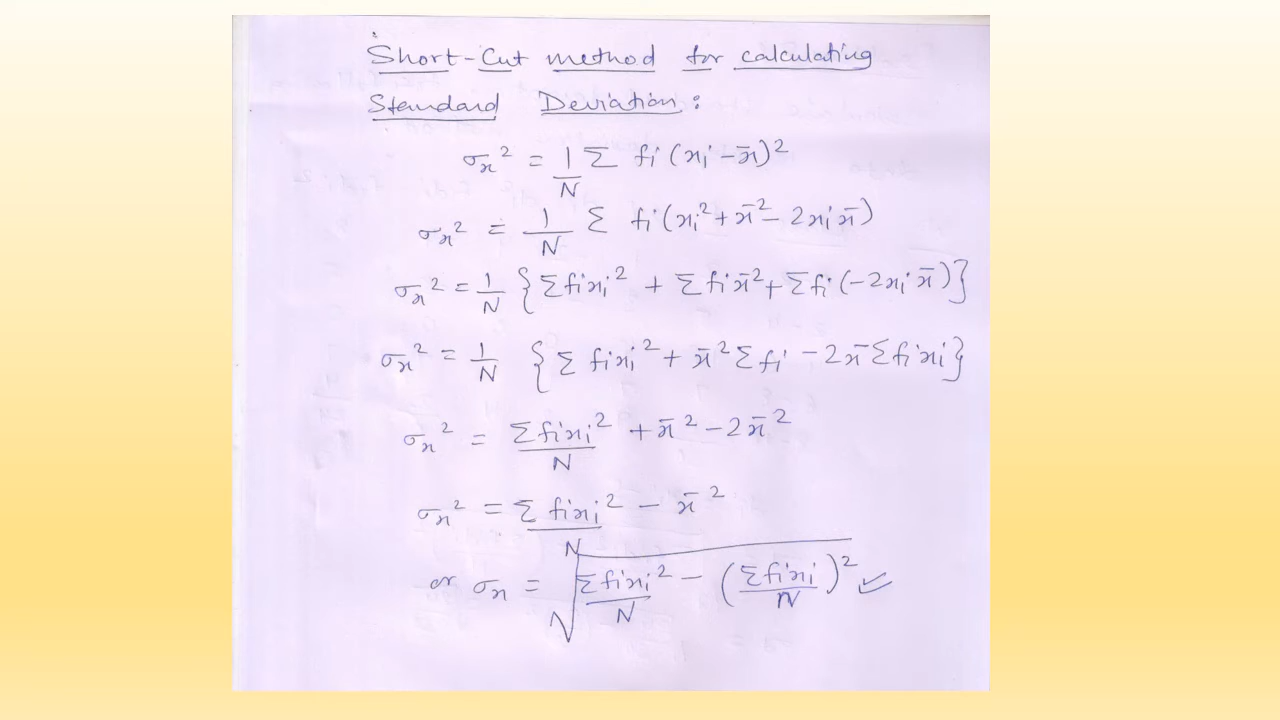 Short-Cut method for calculating
Standard Deviation:
σₓ² = 1/N Σ fi (xi - x̄)²
σₓ² = 1/N Σ fi (xi² + x̄² - 2xi x̄)
σₓ² = 1/N { Σfixi² + Σfi x̄² + Σfi (-2xi x̄) }
σₓ² = 1/N { Σ fixi² + x̄² Σfi - 2x̄ Σfixi }
σₓ² = Σfixi²/N + x̄² - 2x̄²
σₓ² = Σ fixi²/N - x̄²
or σₓ = √(Σfixi²/N - (Σfixi/N)²) ✓